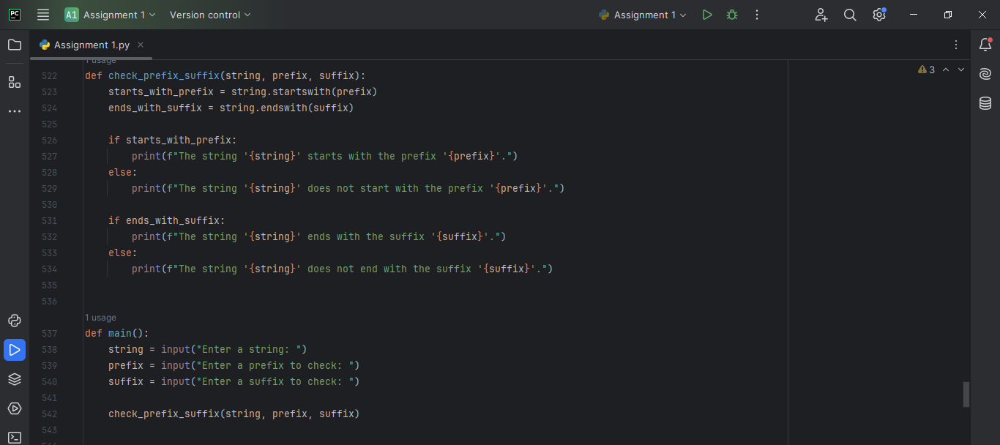 PC A1 Assignment 1 Version control Assignment 1
Assignment 1.py
1 usage
3
522 def check_prefix_suffix(string, prefix, suffix):
523     starts_with_prefix = string.startswith(prefix)
524     ends_with_suffix = string.endswith(suffix)
525
526     if starts_with_prefix:
527         print(f"The string '{string}' starts with the prefix '{prefix}'.")
528     else:
529         print(f"The string '{string}' does not start with the prefix '{prefix}'.")
530
531     if ends_with_suffix:
532         print(f"The string '{string}' ends with the suffix '{suffix}'.")
533     else:
534         print(f"The string '{string}' does not end with the suffix '{suffix}'.")
535
536
1 usage
537 def main():
538     string = input("Enter a string: ")
539     prefix = input("Enter a prefix to check: ")
540     suffix = input("Enter a suffix to check: ")
541
542     check_prefix_suffix(string, prefix, suffix)
543